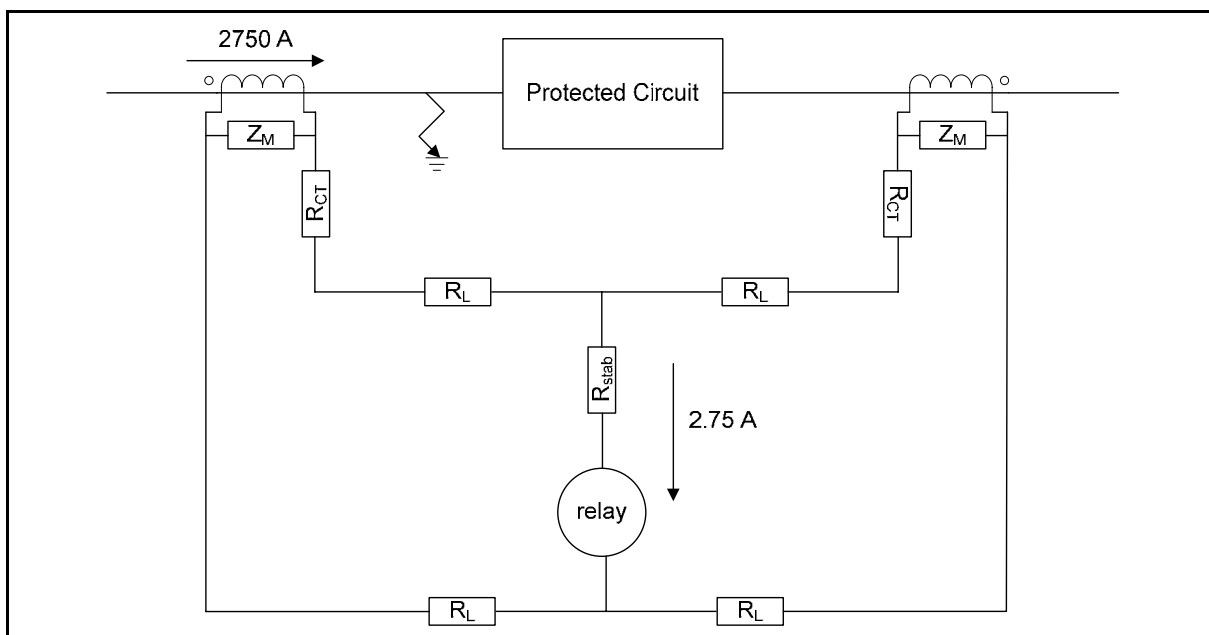 2750 A
Protected Circuit
Z_M
Z_M
R_CT
R_CT
R_L
R_L
R_stab
2.75 A
relay
R_L
R_L